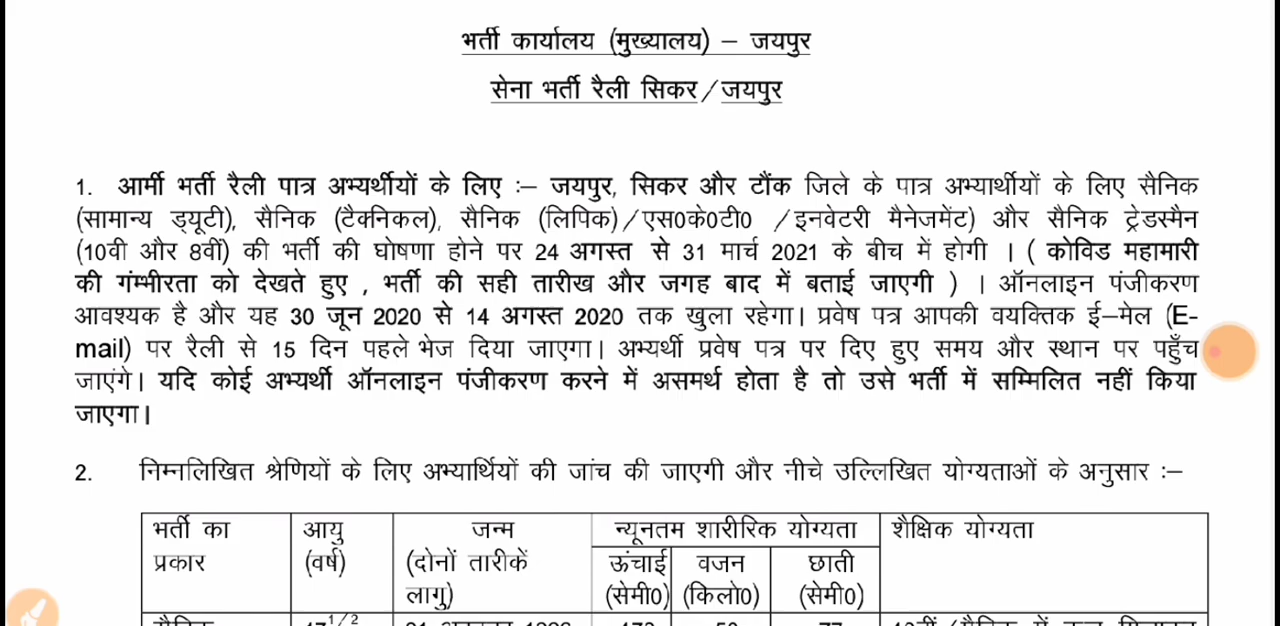 भर्ती कार्यालय (मुख्यालय) – जयपुर
सेना भर्ती रैली सिकर/जयपुर
1. आर्मी भर्ती रैली पात्र अभ्यर्थीयों के लिए :– जयपुर, सिकर और टोंक जिले के पात्र अभ्यार्थीयों के लिए सैनिक
(सामान्य ड्यूटी), सैनिक (टैक्निकल), सैनिक (लिपिक)/एस0के0टी0 /इनवेटरी मैनेजमेंट) और सैनिक ट्रेडस्मैन
(10वी और 8वीं) की भर्ती की घोषणा होने पर 24 अगस्त से 31 मार्च 2021 के बीच में होगी । ( कोविड महामारी
की गंम्भीरता को देखते हुए , भर्ती की सही तारीख और जगह बाद में बताई जाएगी ) । ऑनलाइन पंजीकरण
आवश्यक है और यह 30 जून 2020 से 14 अगस्त 2020 तक खुला रहेगा। प्रवेष पत्र आपकी वयक्तिक ई–मेल (E-
mail) पर रैली से 15 दिन पहले भेज दिया जाएगा। अभ्यर्थी प्रवेष पत्र पर दिए हुए समय और स्थान पर पहुँच
जाएंगे। यदि कोई अभ्यर्थी ऑनलाइन पंजीकरण करने में असमर्थ होता है तो उसे भर्ती में सम्मिलित नहीं किया
जाएगा।
2. निम्नलिखित श्रेणियों के लिए अभ्यार्थियों की जांच की जाएगी और नीचे उल्लिखित योग्यताओं के अनुसार :–
भर्ती का प्रकार
आयु (वर्ष)
जन्म (दोनों तारीकें लागु)
न्यूनतम शारीरिक योग्यता
ऊंचाई (सेमी0)
वजन (किलो0)
छाती (सेमी0)
शैक्षिक योग्यता